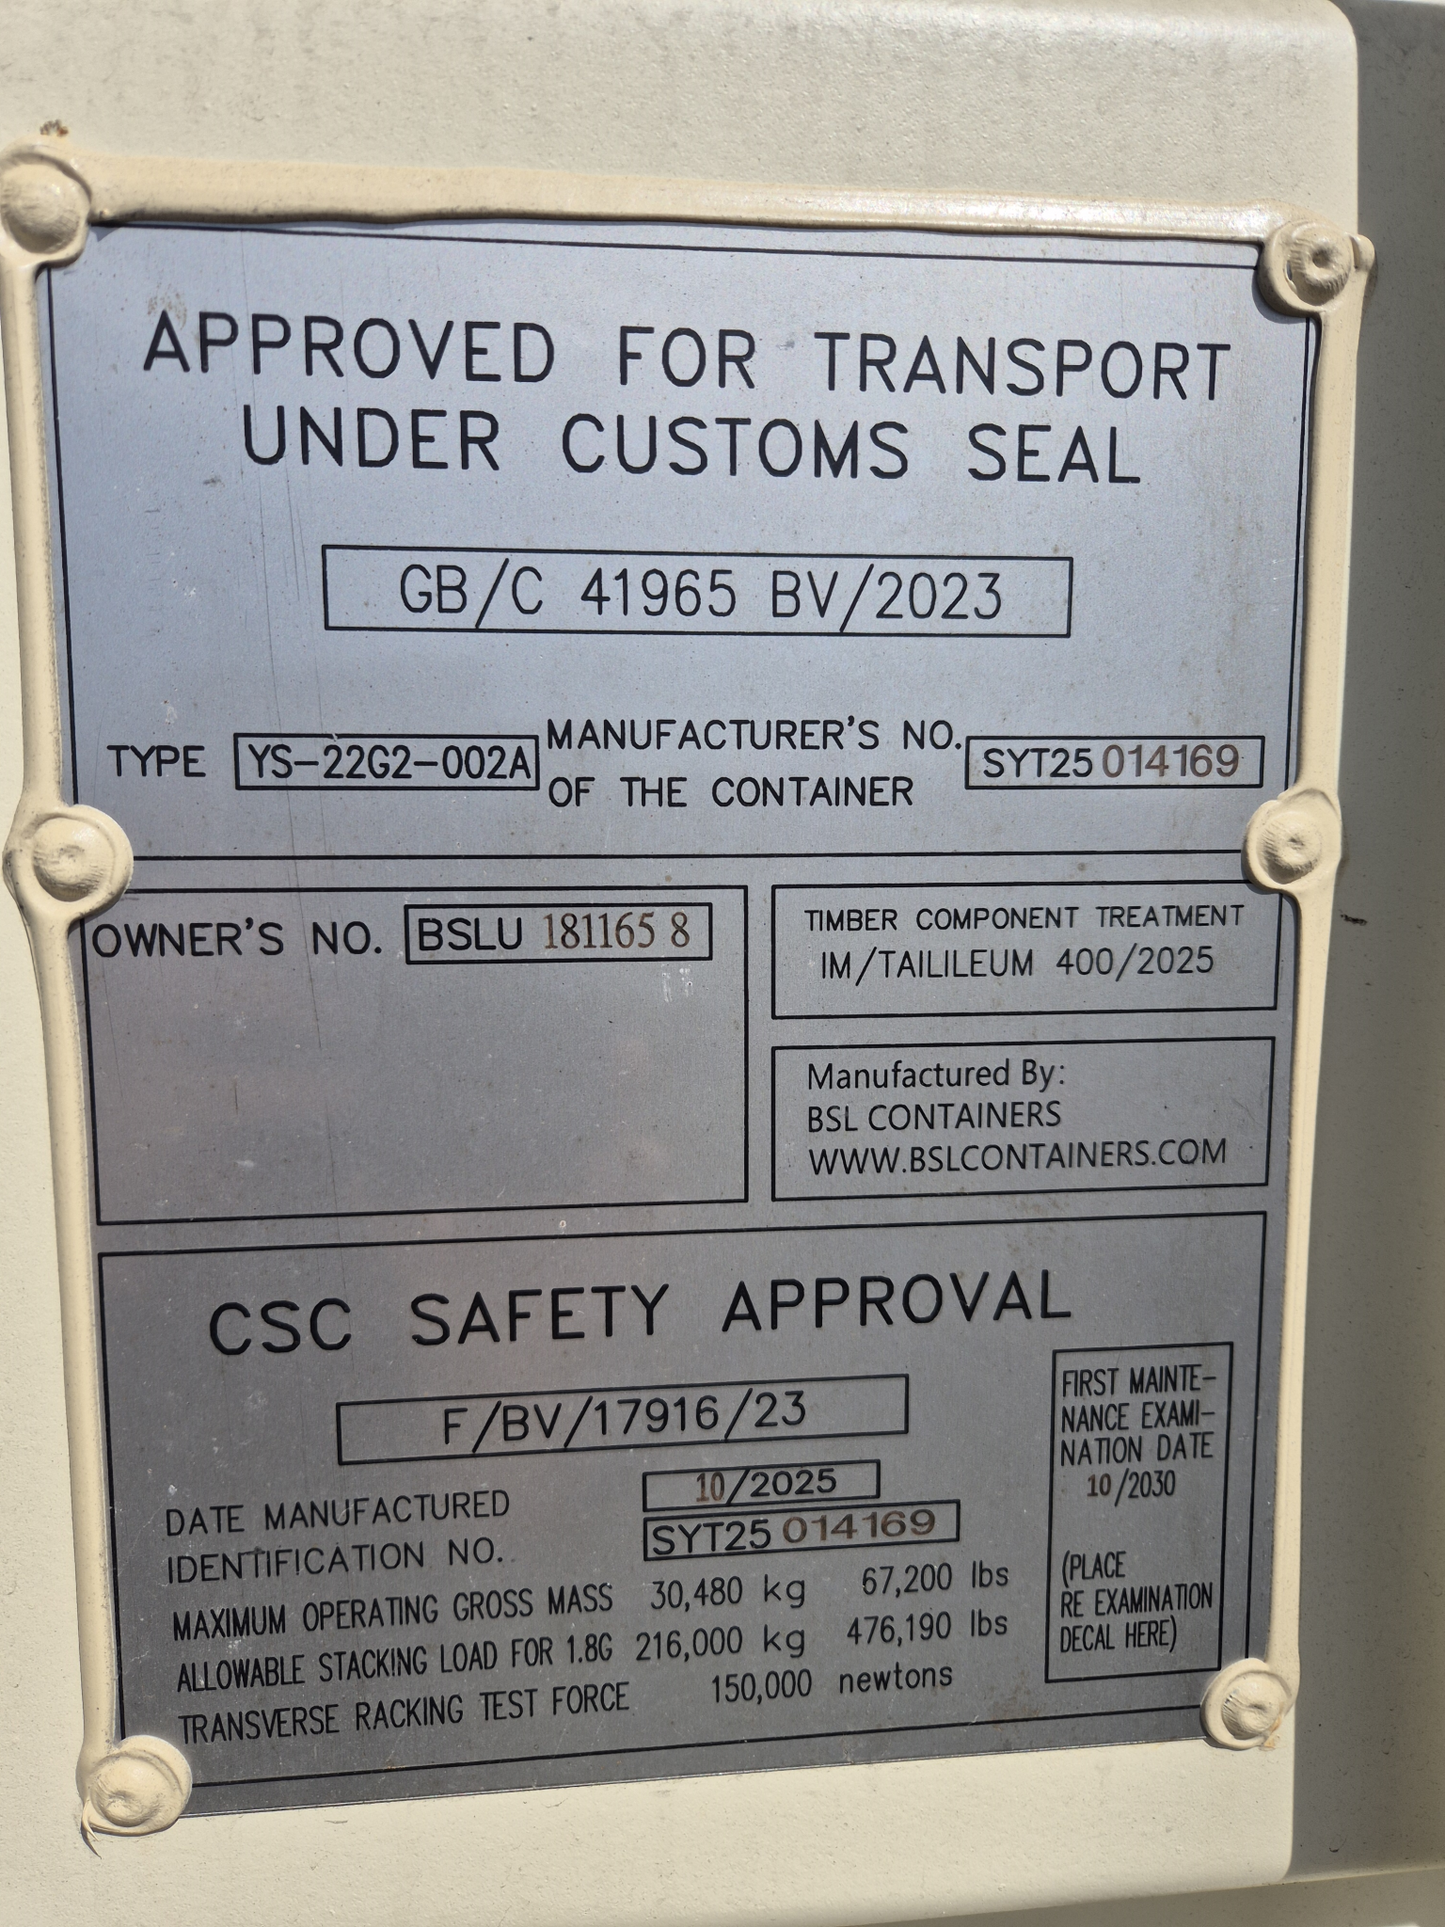 APPROVED FOR TRANSPORT
UNDER CUSTOMS SEAL
GB/C 41965 BV/2023
TYPE YS-22G2-002A MANUFACTURER'S NO. OF THE CONTAINER SYT25 014169
OWNER'S NO. BSLU 181165 8
TIMBER COMPONENT TREATMENT
IM/TAILILEUM 400/2025
Manufactured By:
BSL CONTAINERS
WWW.BSLCONTAINERS.COM
CSC SAFETY APPROVAL
F/BV/17916/23
DATE MANUFACTURED 10/2025
IDENTIFICATION NO. SYT25 014169
MAXIMUM OPERATING GROSS MASS 30,480 kg 67,200 lbs
ALLOWABLE STACKING LOAD FOR 1.8G 216,000 kg 476,190 lbs
TRANSVERSE RACKING TEST FORCE 150,000 newtons
FIRST MAINTE-
NANCE EXAMI-
NATION DATE
10/2030
(PLACE
RE EXAMINATION
DECAL HERE)